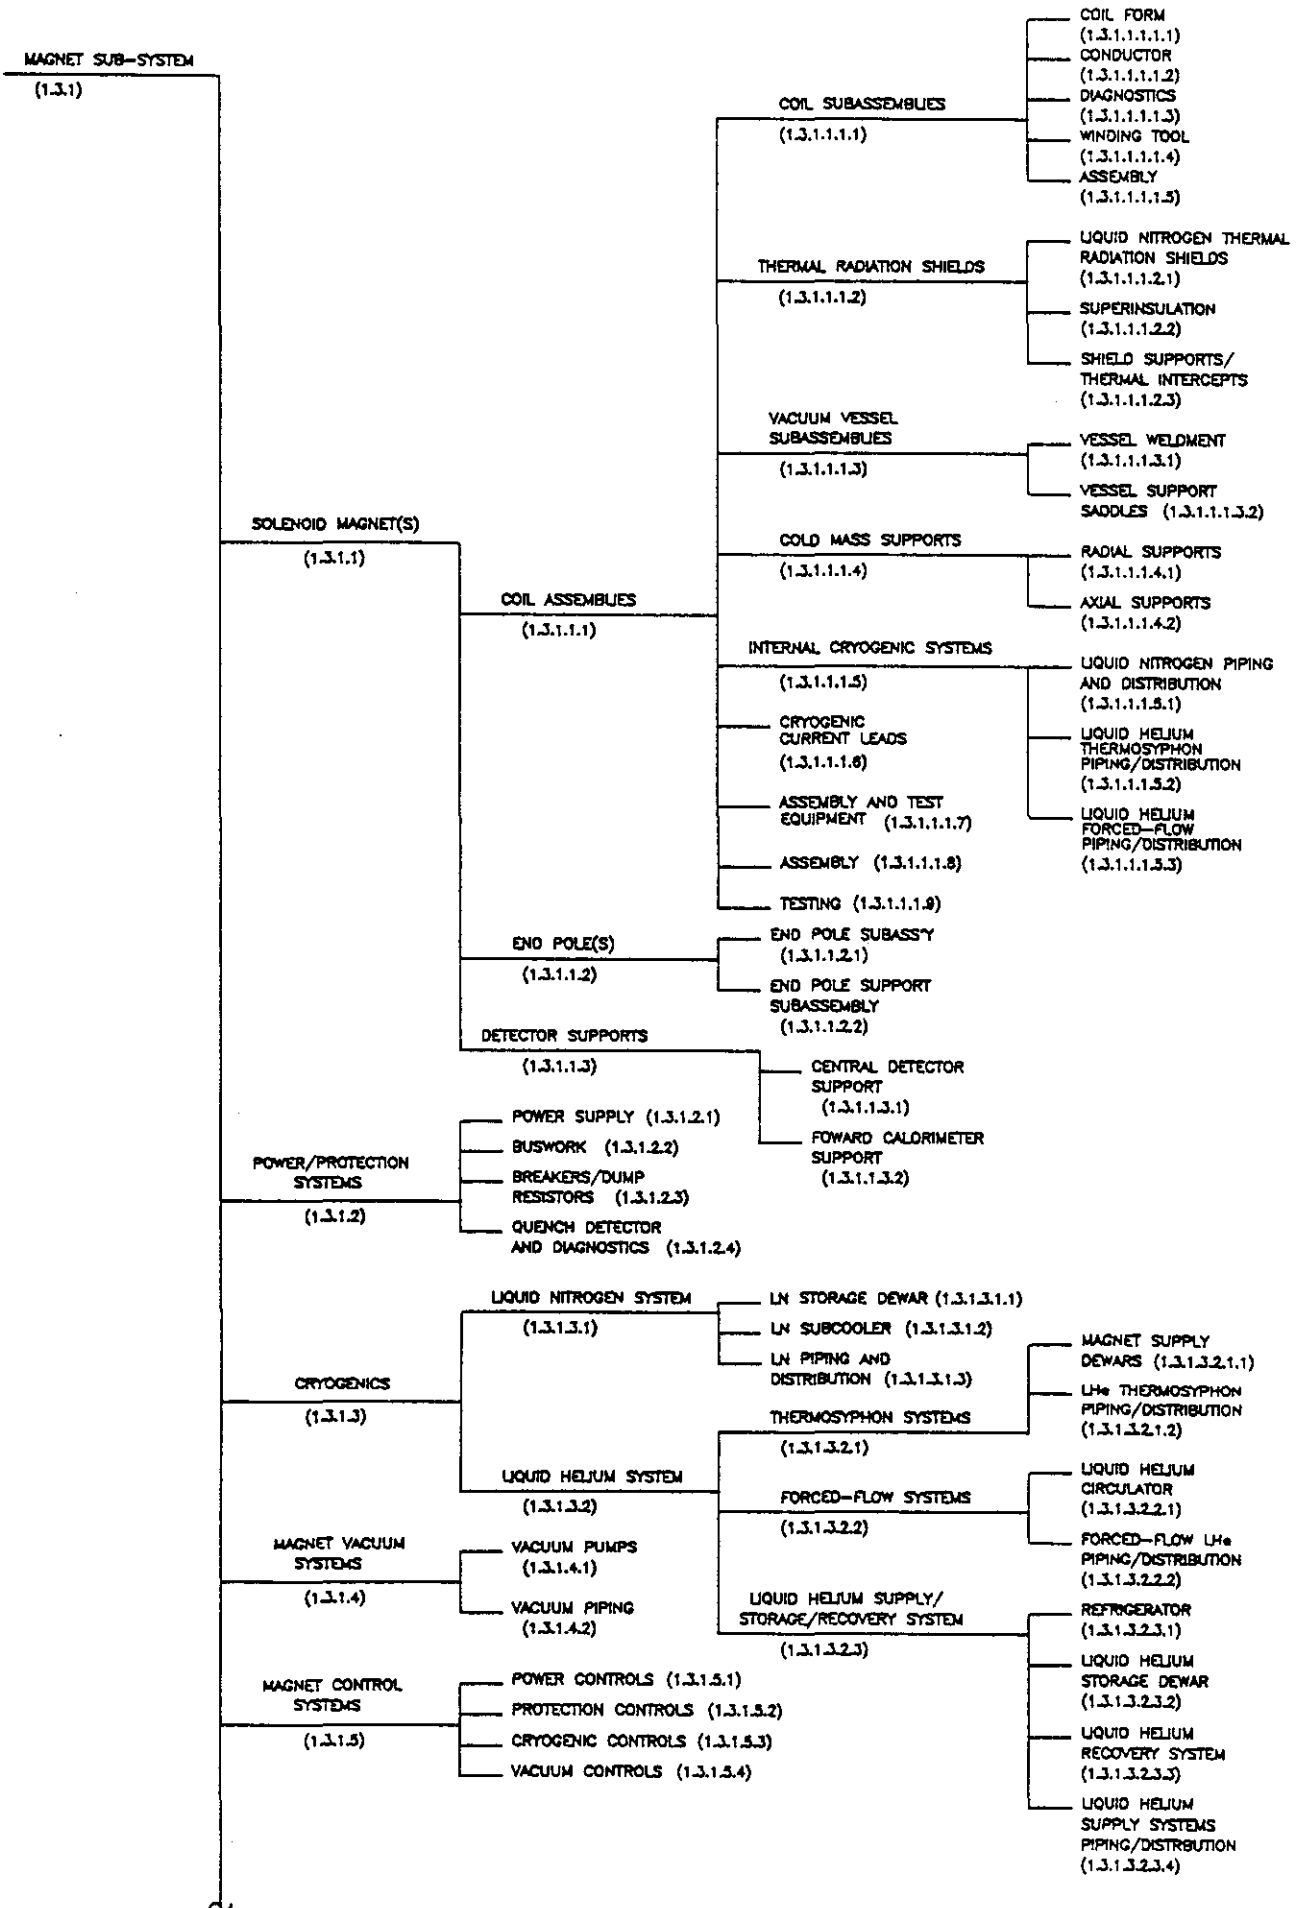 MAGNET SUB-SYSTEM
(1.3.1)
SOLENOID MAGNET(S)
(1.3.1.1)
COIL ASSEMBLIES
(1.3.1.1.1)
COIL SUBASSEMBLIES
(1.3.1.1.1.1)
COIL FORM
(1.3.1.1.1.1.1)
CONDUCTOR
(1.3.1.1.1.1.2)
DIAGNOSTICS
(1.3.1.1.1.1.3)
WINDING TOOL
(1.3.1.1.1.1.4)
ASSEMBLY
(1.3.1.1.1.1.5)
THERMAL RADIATION SHIELDS
(1.3.1.1.1.2)
LIQUID NITROGEN THERMAL
RADIATION SHIELDS
(1.3.1.1.1.2.1)
SUPERINSULATION
(1.3.1.1.1.2.2)
SHIELD SUPPORTS/
THERMAL INTERCEPTS
(1.3.1.1.1.2.3)
VACUUM VESSEL
SUBASSEMBLIES
(1.3.1.1.1.3)
VESSEL WELDMENT
(1.3.1.1.1.3.1)
VESSEL SUPPORT
SADDLES (1.3.1.1.1.3.2)
COLD MASS SUPPORTS
(1.3.1.1.1.4)
RADIAL SUPPORTS
(1.3.1.1.1.4.1)
AXIAL SUPPORTS
(1.3.1.1.1.4.2)
INTERNAL CRYOGENIC SYSTEMS
(1.3.1.1.1.5)
LIQUID NITROGEN PIPING
AND DISTRIBUTION
(1.3.1.1.1.5.1)
LIQUID HELIUM
THERMOSYPHON
PIPING/DISTRIBUTION
(1.3.1.1.1.5.2)
LIQUID HELIUM
FORCED-FLOW
PIPING/DISTRIBUTION
(1.3.1.1.1.5.3)
CRYOGENIC
CURRENT LEADS
(1.3.1.1.1.6)
ASSEMBLY AND TEST
EQUIPMENT (1.3.1.1.1.7)
ASSEMBLY (1.3.1.1.1.8)
TESTING (1.3.1.1.1.9)
END POLE(S)
(1.3.1.1.2)
END POLE SUBASS'Y
(1.3.1.1.2.1)
END POLE SUPPORT
SUBASSEMBLY
(1.3.1.1.2.2)
DETECTOR SUPPORTS
(1.3.1.1.3)
CENTRAL DETECTOR
SUPPORT
(1.3.1.1.3.1)
FOWARD CALORIMETER
SUPPORT
(1.3.1.1.3.2)
POWER/PROTECTION
SYSTEMS
(1.3.1.2)
POWER SUPPLY (1.3.1.2.1)
BUSWORK (1.3.1.2.2)
BREAKERS/DUMP
RESISTORS (1.3.1.2.3)
QUENCH DETECTOR
AND DIAGNOSTICS (1.3.1.2.4)
CRYOGENICS
(1.3.1.3)
LIQUID NITROGEN SYSTEM
(1.3.1.3.1)
LN STORAGE DEWAR (1.3.1.3.1.1)
LN SUBCOOLER (1.3.1.3.1.2)
LN PIPING AND
DISTRIBUTION (1.3.1.3.1.3)
LIQUID HELIUM SYSTEM
(1.3.1.3.2)
THERMOSYPHON SYSTEMS
(1.3.1.3.2.1)
MAGNET SUPPLY
DEWARS (1.3.1.3.2.1.1)
LHe THERMOSYPHON
PIPING/DISTRIBUTION
(1.3.1.3.2.1.2)
FORCED-FLOW SYSTEMS
(1.3.1.3.2.2)
LIQUID HELIUM
CIRCULATOR
(1.3.1.3.2.2.1)
FORCED-FLOW LHe
PIPING/DISTRIBUTION
(1.3.1.3.2.2.2)
LIQUID HELIUM SUPPLY/
STORAGE/RECOVERY SYSTEM
(1.3.1.3.2.3)
REFRIGERATOR
(1.3.1.3.2.3.1)
LIQUID HELIUM
STORAGE DEWAR
(1.3.1.3.2.3.2)
LIQUID HELIUM
RECOVERY SYSTEM
(1.3.1.3.2.3.3)
LIQUID HELIUM
SUPPLY SYSTEMS
PIPING/DISTRBUTION
(1.3.1.3.2.3.4)
MAGNET VACUUM
SYSTEMS
(1.3.1.4)
VACUUM PUMPS
(1.3.1.4.1)
VACUUM PIPING
(1.3.1.4.2)
MAGNET CONTROL
SYSTEMS
(1.3.1.5)
POWER CONTROLS (1.3.1.5.1)
PROTECTION CONTROLS (1.3.1.5.2)
CRYOGENIC CONTROLS (1.3.1.5.3)
VACUUM CONTROLS (1.3.1.5.4)